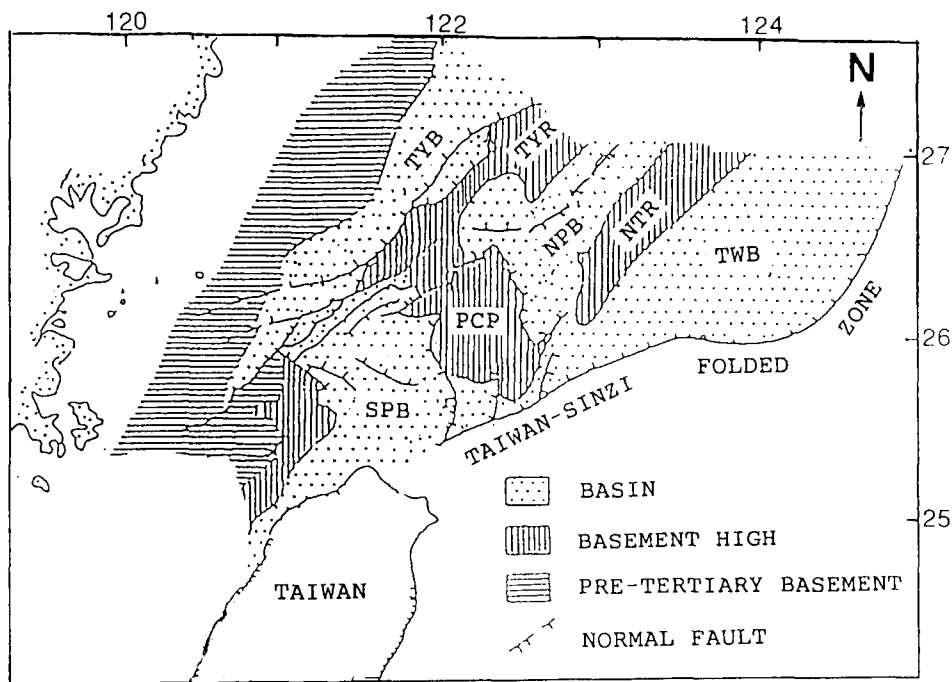 120
122
124
N
27
26
25
TYB
TYR
NPB
NTR
TWB
PCP
SPB
ZONE
FOLDED
TAIWAN-SINZI
TAIWAN
BASIN
BASEMENT HIGH
PRE-TERTIARY BASEMENT
NORMAL FAULT